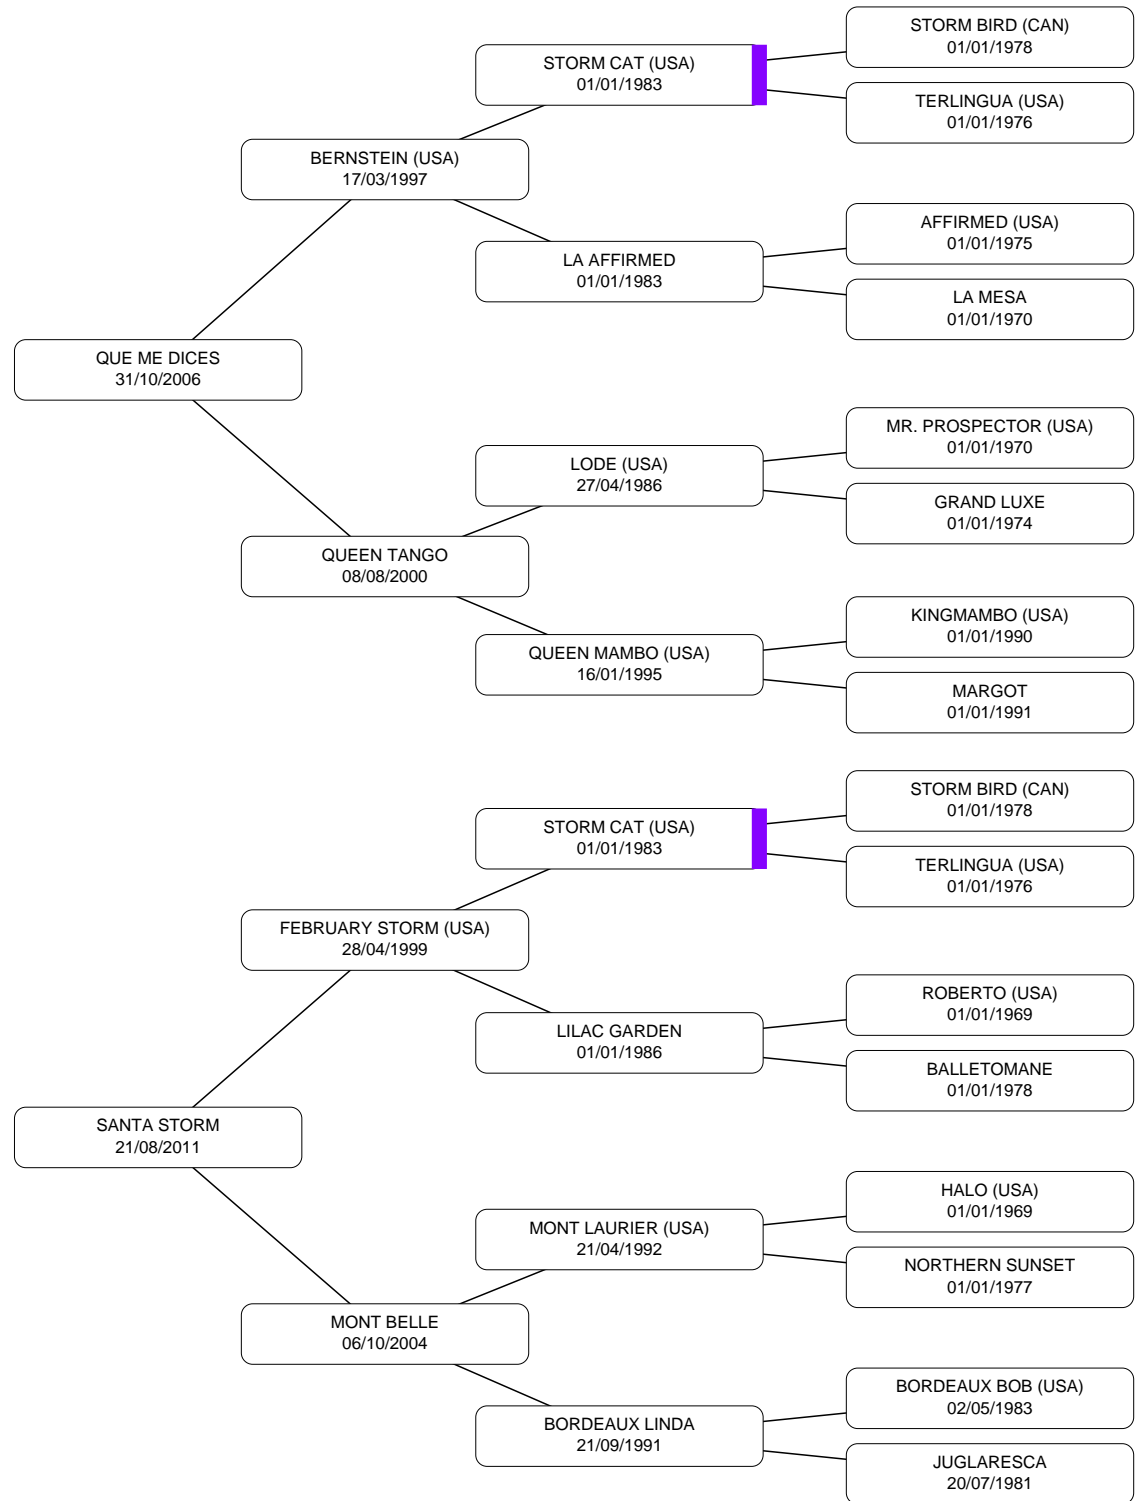 STORM BIRD (CAN)
01/01/1978
STORM CAT (USA)
01/01/1983
TERLINGUA (USA)
01/01/1976
BERNSTEIN (USA)
17/03/1997
AFFIRMED (USA)
01/01/1975
LA AFFIRMED
01/01/1983
LA MESA
01/01/1970
QUE ME DICES
31/10/2006
MR. PROSPECTOR (USA)
01/01/1970
LODE (USA)
27/04/1986
GRAND LUXE
01/01/1974
QUEEN TANGO
08/08/2000
KINGMAMBO (USA)
01/01/1990
QUEEN MAMBO (USA)
16/01/1995
MARGOT
01/01/1991
STORM BIRD (CAN)
01/01/1978
STORM CAT (USA)
01/01/1983
TERLINGUA (USA)
01/01/1976
FEBRUARY STORM (USA)
28/04/1999
ROBERTO (USA)
01/01/1969
LILAC GARDEN
01/01/1986
BALLETOMANE
01/01/1978
SANTA STORM
21/08/2011
HALO (USA)
01/01/1969
MONT LAURIER (USA)
21/04/1992
NORTHERN SUNSET
01/01/1977
MONT BELLE
06/10/2004
BORDEAUX BOB (USA)
02/05/1983
BORDEAUX LINDA
21/09/1991
JUGLARESCA
20/07/1981